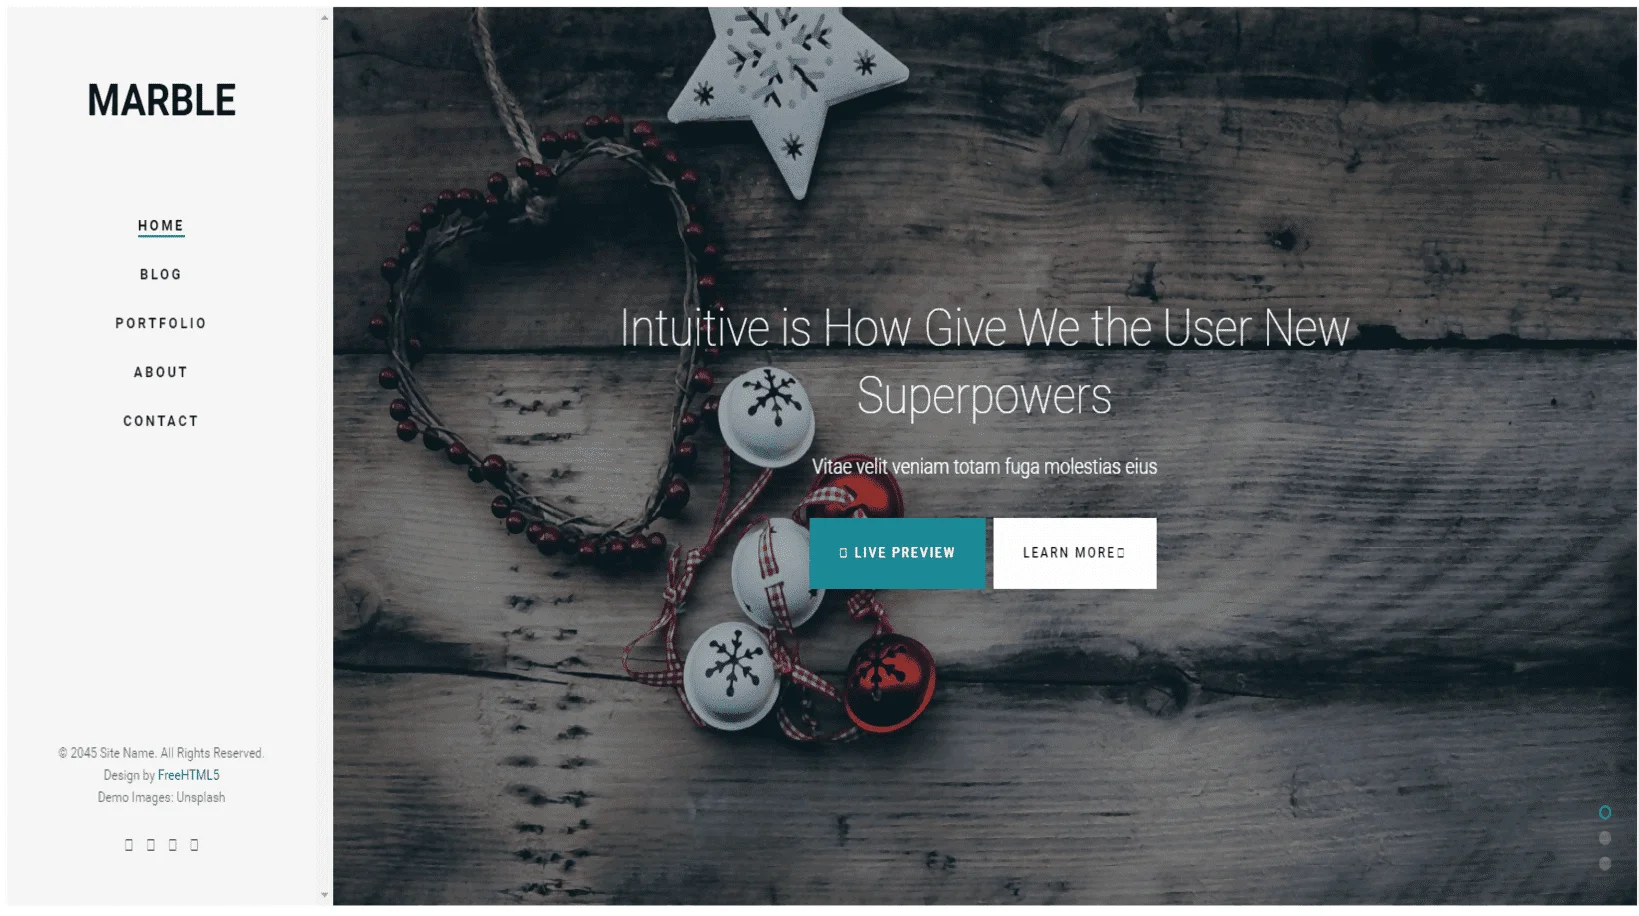 MARBLE
HOME
BLOG
PORTFOLIO
ABOUT
CONTACT
© 2045 Site Name. All Rights Reserved.
Design by FreeHTML5
Demo Images: Unsplash
Intuitive is How Give We the User New
Superpowers
Vitae velit veniam totam fuga molestias eius
LIVE PREVIEW
LEARN MORE